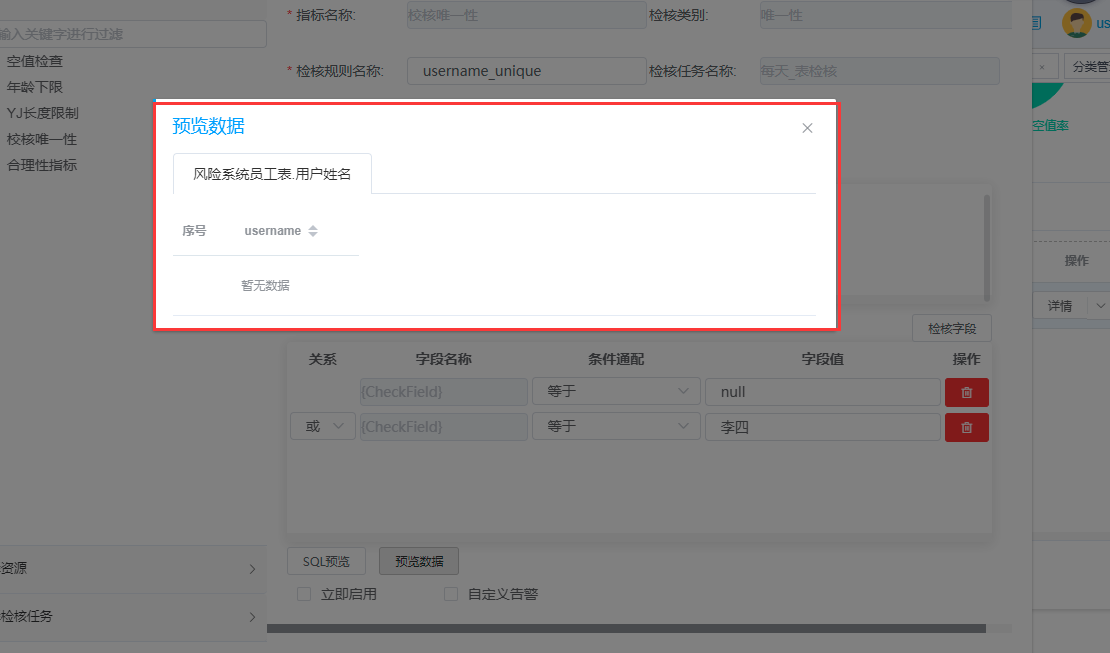 * 指标名称:
校核唯一性
检核类别:
唯一性
us
输入关键字进行过滤
空值检查
年龄下限
YJ长度限制
校核唯一性
合理性指标
* 检核规则名称:
username_unique
检核任务名称:
每天_表检核
×
分类管
空值率
预览数据
风险系统员工表.用户姓名
序号
username
暂无数据
操作
详情
检核字段
关系
字段名称
条件通配
字段值
操作
{CheckField}
等于
null
或
{CheckField}
等于
李四
SQL预览
预览数据
立即启用
自定义告警
资源
检核任务